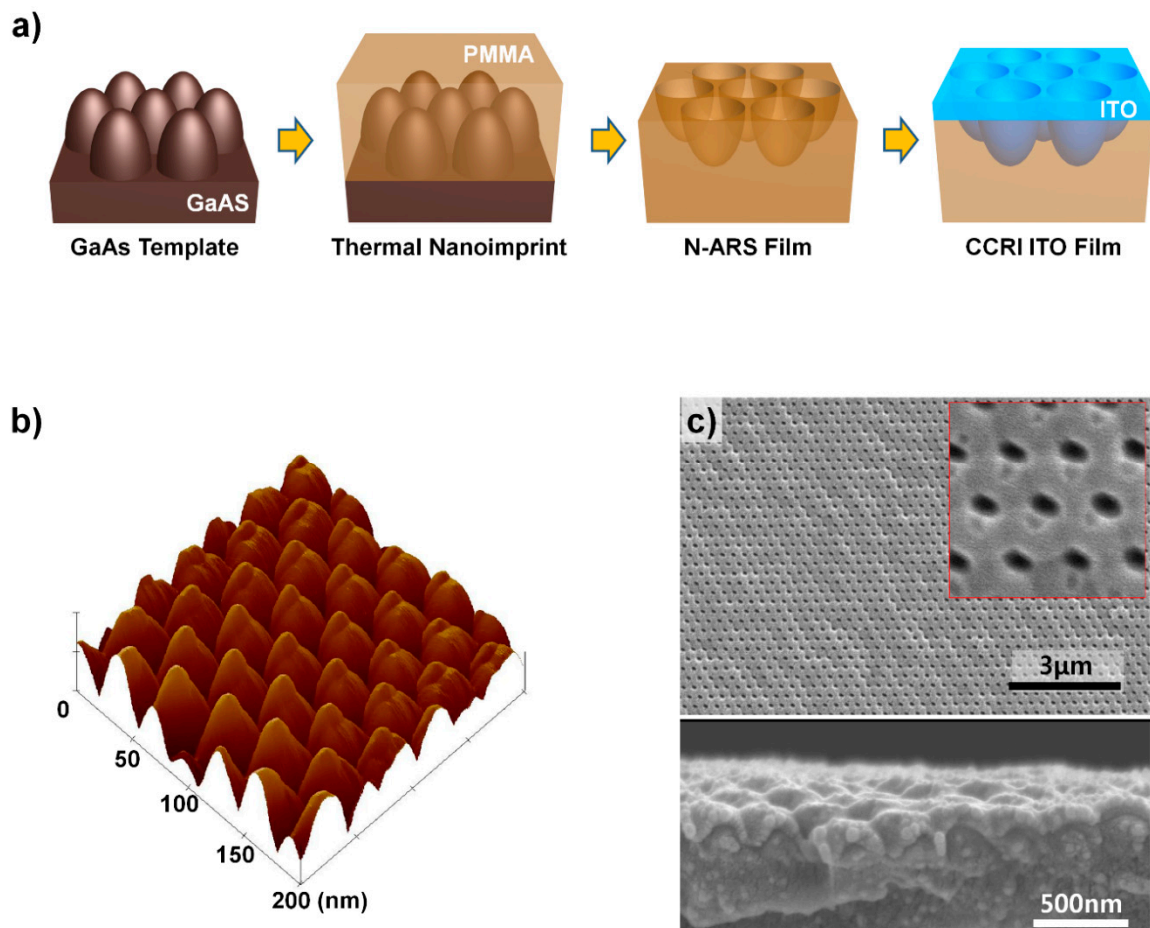 a)
PMMA
ITO
GaAS
GaAs Template
Thermal Nanoimprint
N-ARS Film
CCRI ITO Film
b)
c)
3μm
0
50
100
150
200 (nm)
500nm